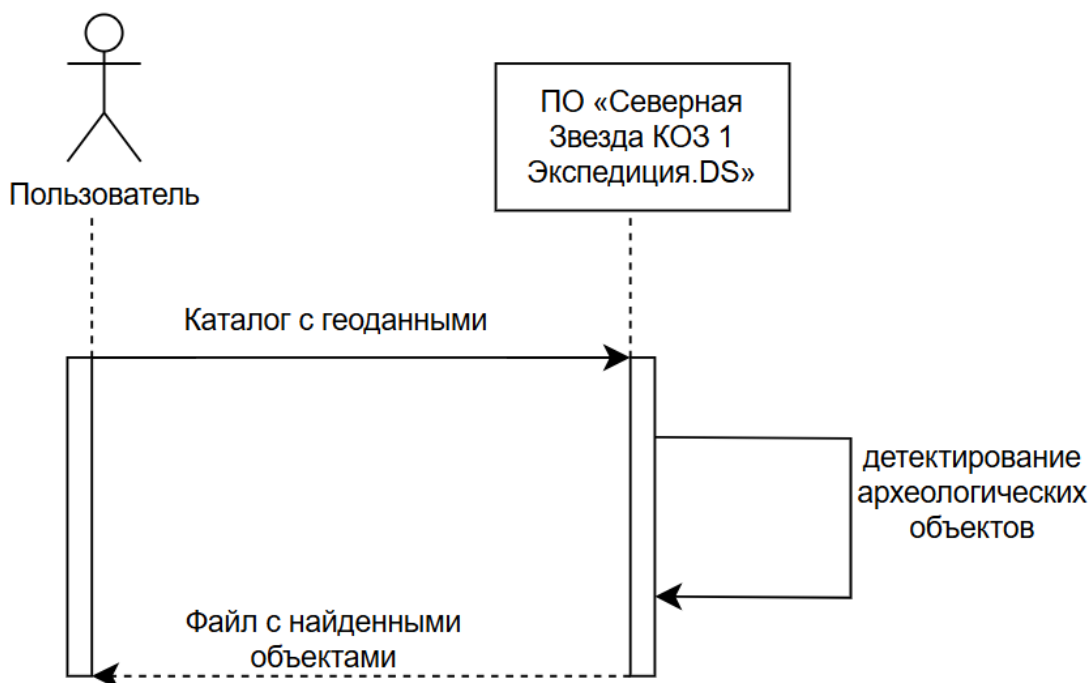 Пользователь
ПО «Северная
Звезда КОЗ 1
Экспедиция.DS»
Каталог с геоданными
детектирование
археологических
объектов
Файл с найденными
объектами